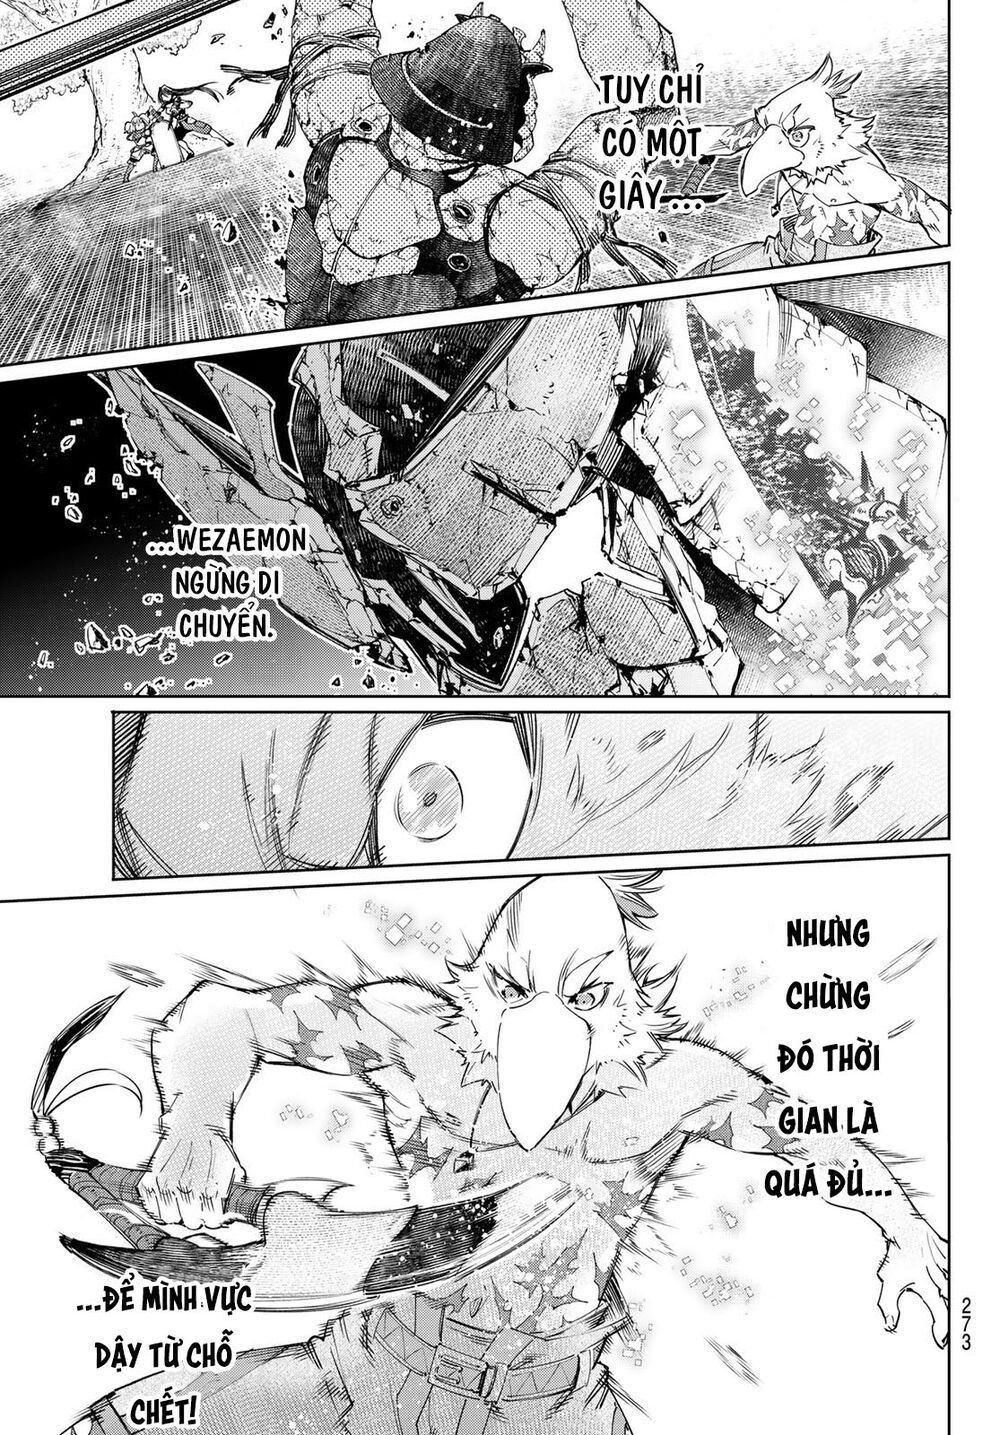 TUY CHỈ
CÓ MỘT
GIÂY ...
...WEZAEMON
NGỪNG DI
CHUYỂN.
NHƯNG
CHỪNG
ĐÓ THỜI
GIAN LÀ
QUÁ ĐỦ...
...ĐỂ MÌNH VỰC
DẬY TỪ CHỖ
CHẾT!
273